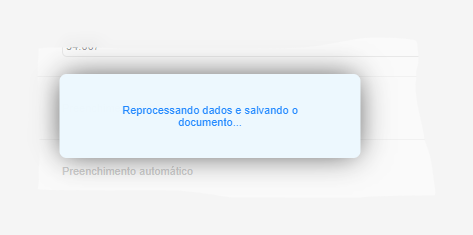 Reprocessando dados e salvando o
documento...
Preenchimento automático